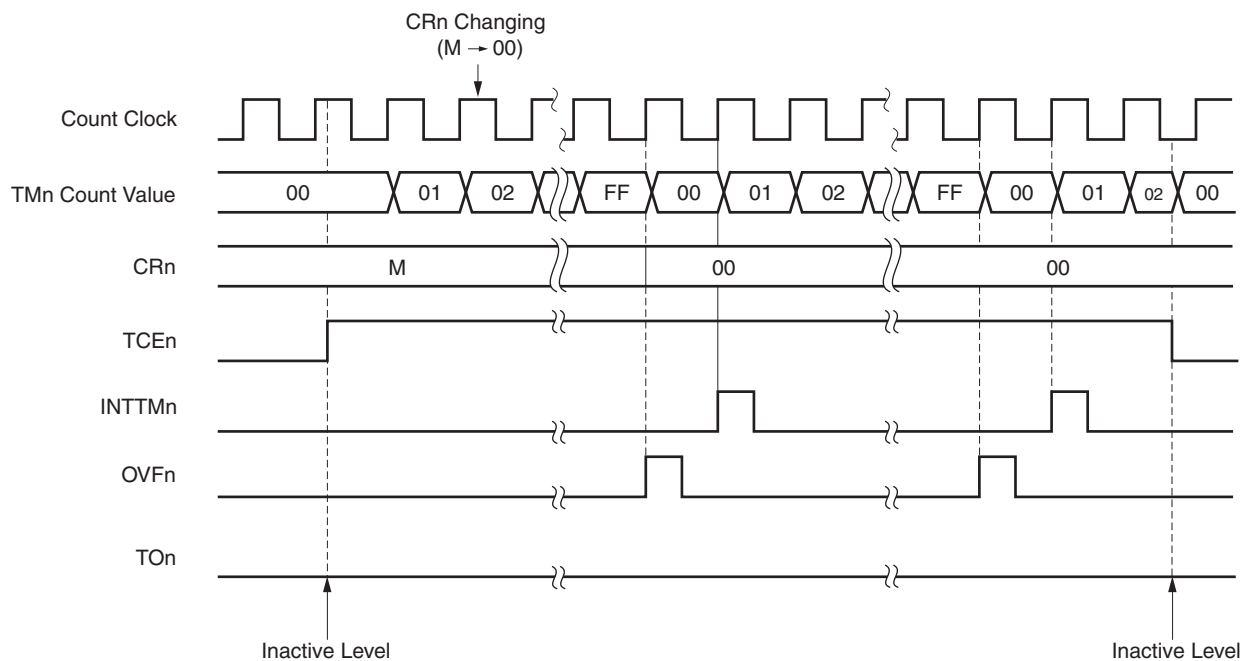 CRn Changing
(M → 00)
Count Clock
TMn Count Value
00 01 02 FF 00 01 02 FF 00 01 02 00
CRn
M 00 00
TCEn
INTTMn
OVFn
TOn
Inactive Level Inactive Level